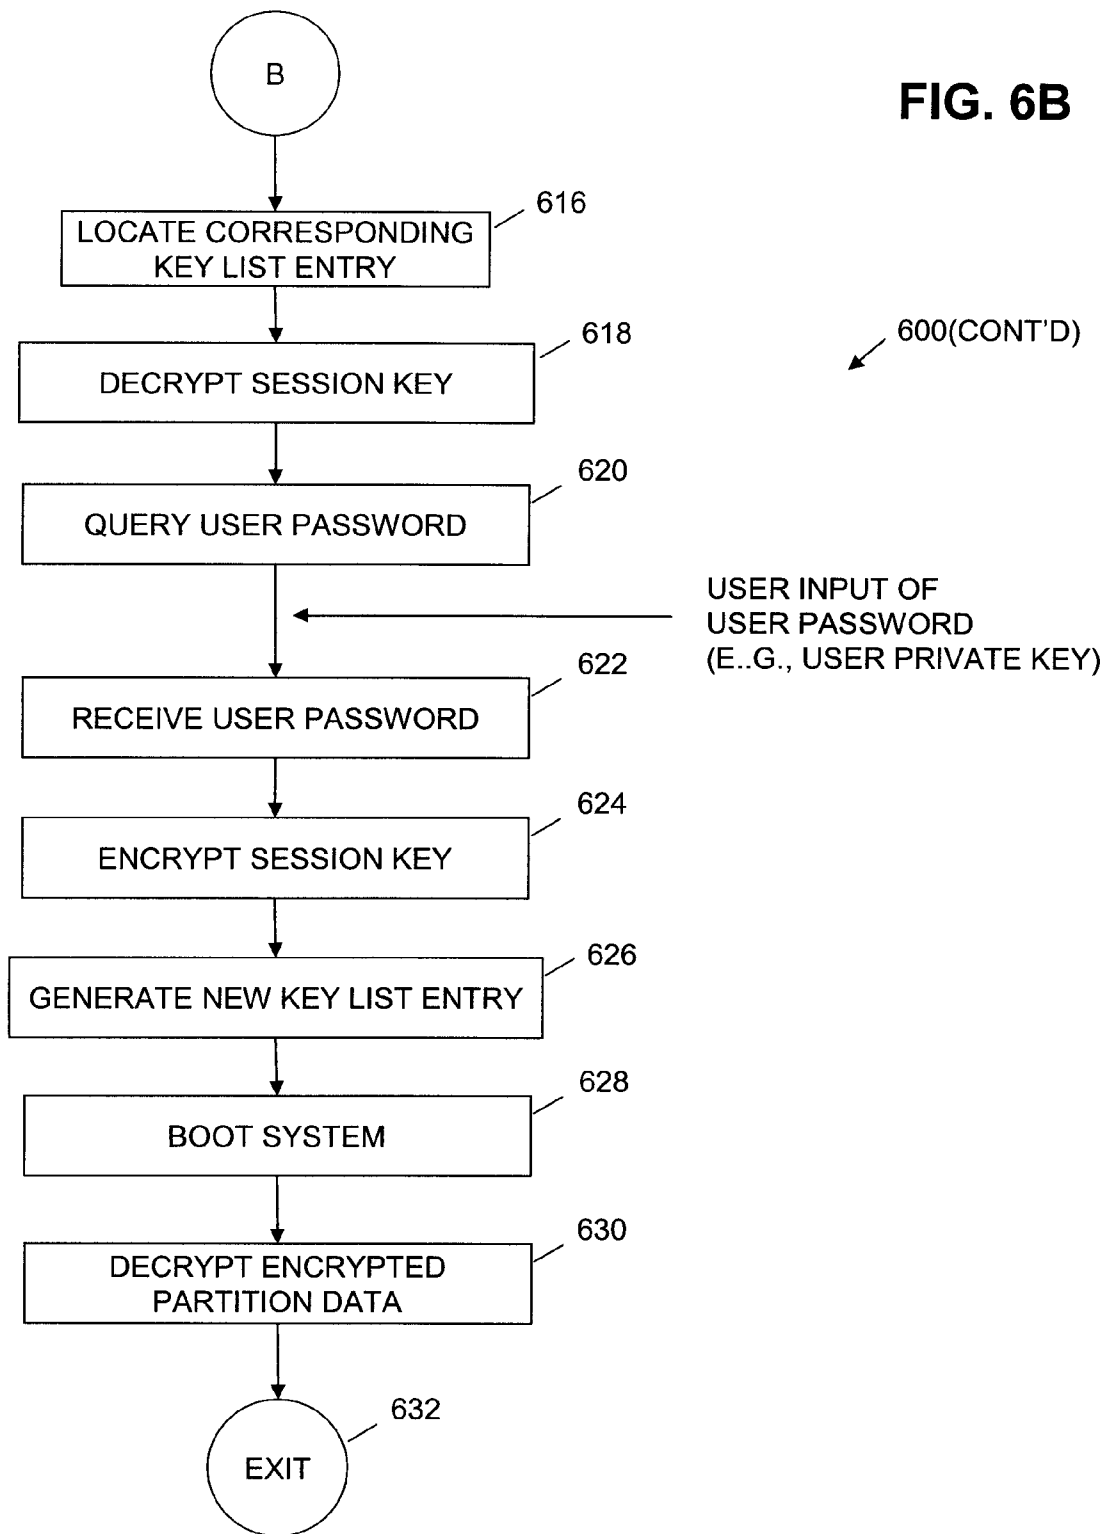 B
FIG. 6B
616
LOCATE CORRESPONDING
KEY LIST ENTRY
600(CONT'D)
618
DECRYPT SESSION KEY
620
QUERY USER PASSWORD
USER INPUT OF
USER PASSWORD
(E..G., USER PRIVATE KEY)
622
RECEIVE USER PASSWORD
624
ENCRYPT SESSION KEY
626
GENERATE NEW KEY LIST ENTRY
628
BOOT SYSTEM
630
DECRYPT ENCRYPTED
PARTITION DATA
632
EXIT